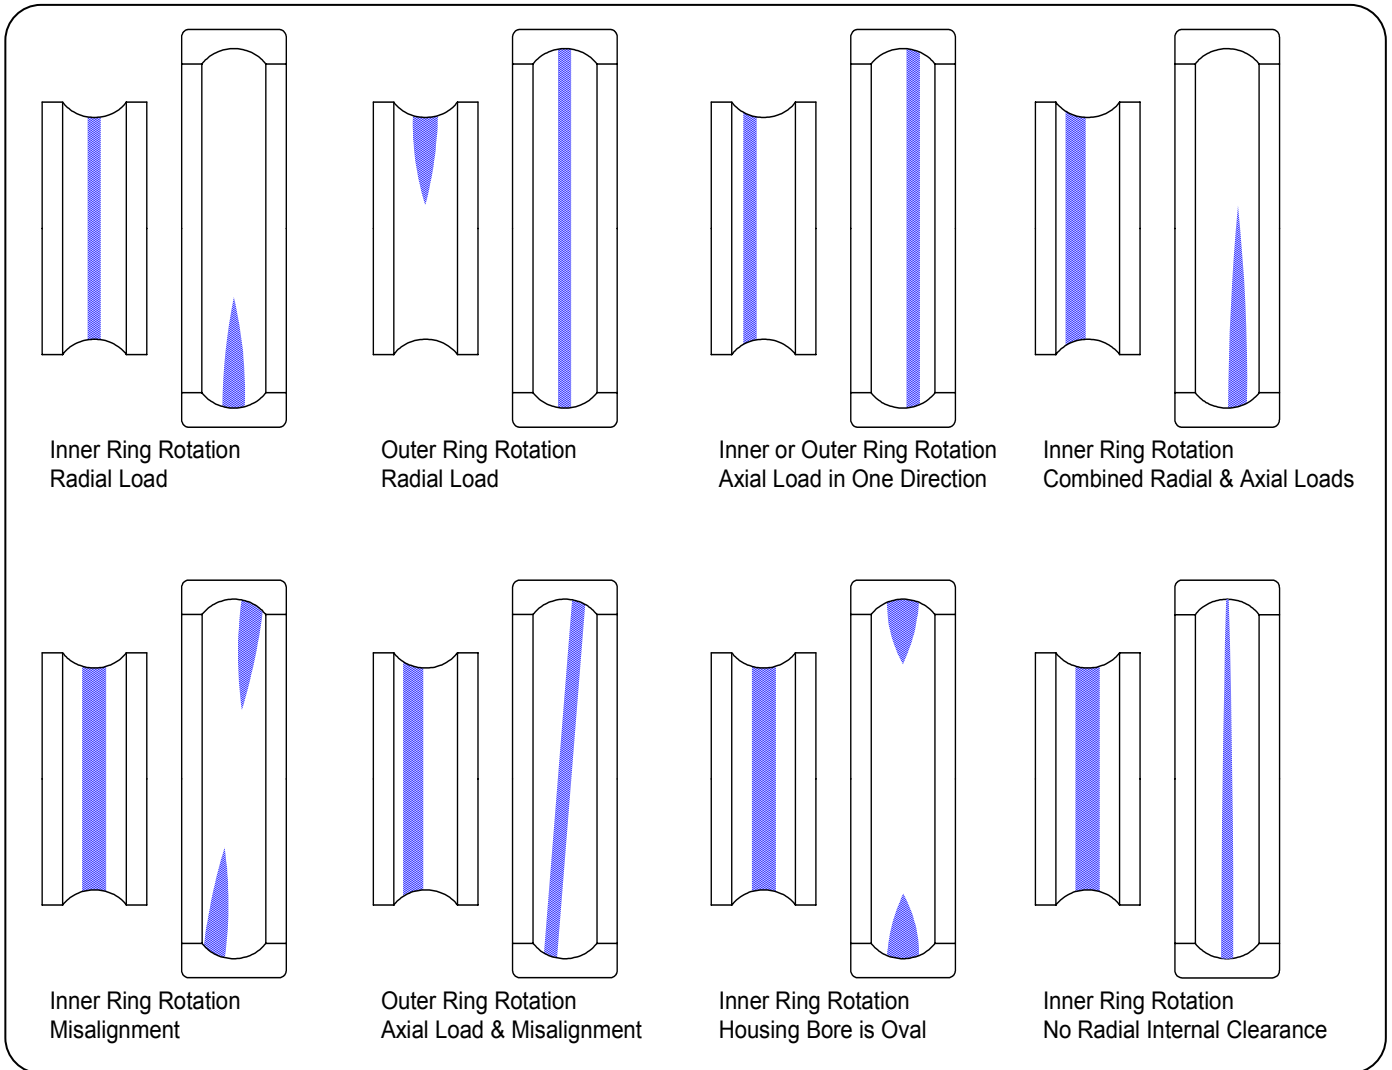 Inner Ring Rotation
Radial Load
Outer Ring Rotation
Radial Load
Inner or Outer Ring Rotation
Axial Load in One Direction
Inner Ring Rotation
Combined Radial & Axial Loads
Inner Ring Rotation
Misalignment
Outer Ring Rotation
Axial Load & Misalignment
Inner Ring Rotation
Housing Bore is Oval
Inner Ring Rotation
No Radial Internal Clearance